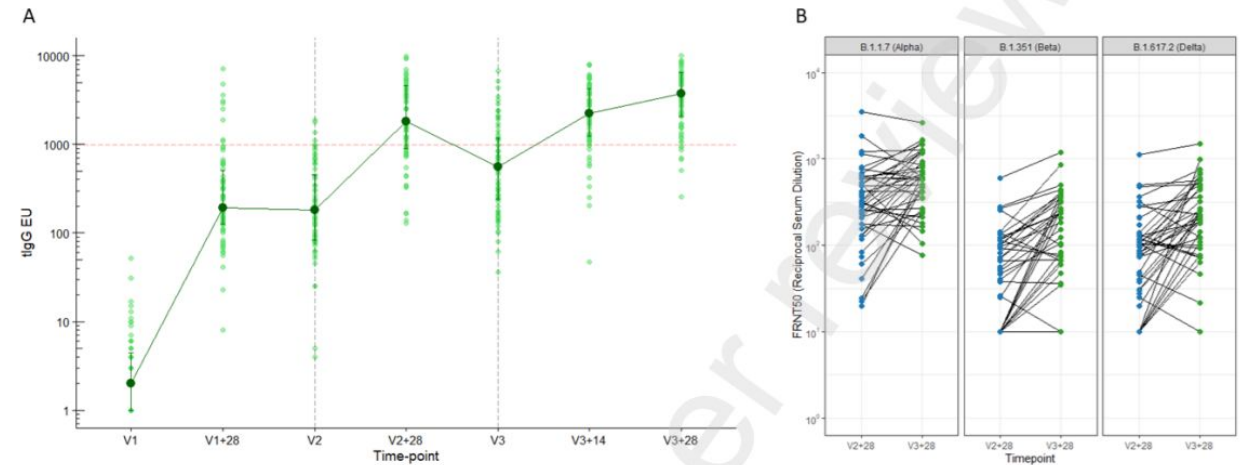 A
tIgG EU
10000
1000
100
10
1
V1
V1+28
V2
V2+28
V3
V3+14
V3+28
Time-point
B
B.1.1.7 (Alpha)
B.1.351 (Beta)
B.1.617.2 (Delta)
FRNT50 (Reciprocal Serum Dilution)
10⁴
10³
10²
10¹
10⁰
V2+28
V3+28
V2+28
V3+28
V2+28
V3+28
Timepoint
er review